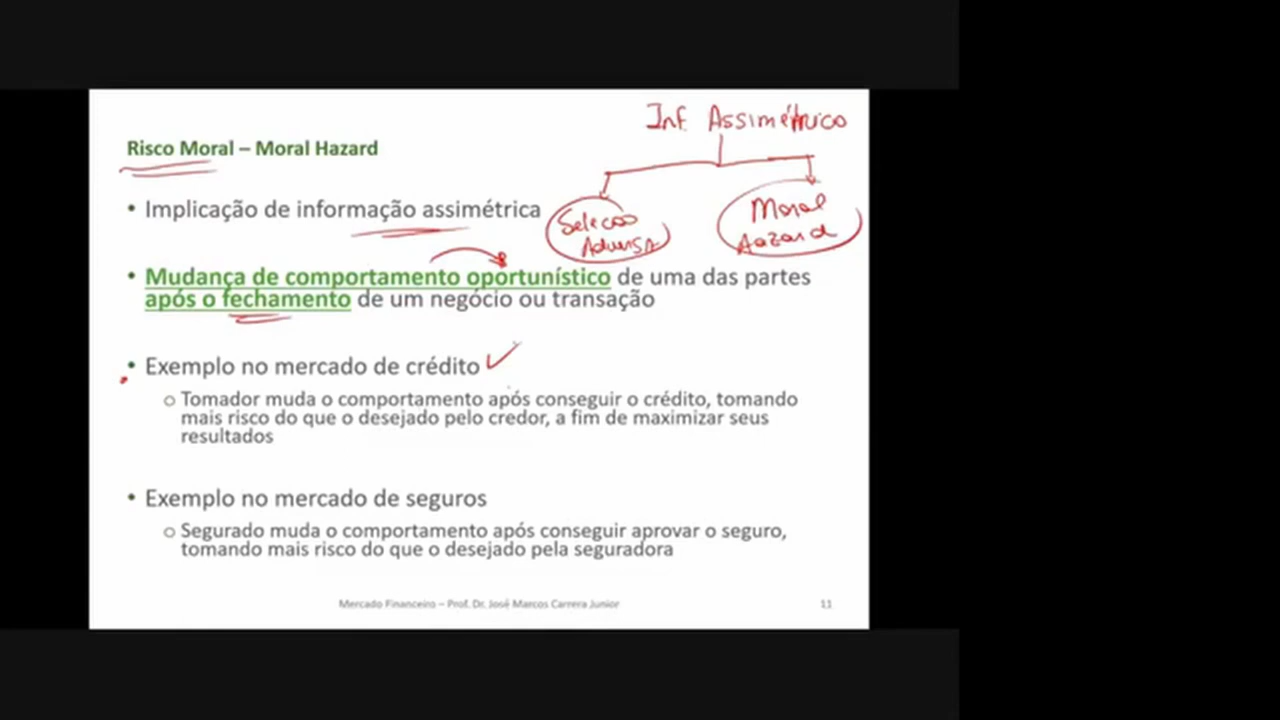 Inf. Assimétrico
Risco Moral – Moral Hazard
• Implicação de informação assimétrica
Seleção
Adversa
Moral
Hazard
• Mudança de comportamento oportunístico de uma das partes
após o fechamento de um negócio ou transação
• Exemplo no mercado de crédito
○ Tomador muda o comportamento após conseguir o crédito, tomando
mais risco do que o desejado pelo credor, a fim de maximizar seus
resultados
• Exemplo no mercado de seguros
○ Segurado muda o comportamento após conseguir aprovar o seguro,
tomando mais risco do que o desejado pela seguradora
Mercado Financeiro – Prof. Dr. José Marcos Carrera Junior
11